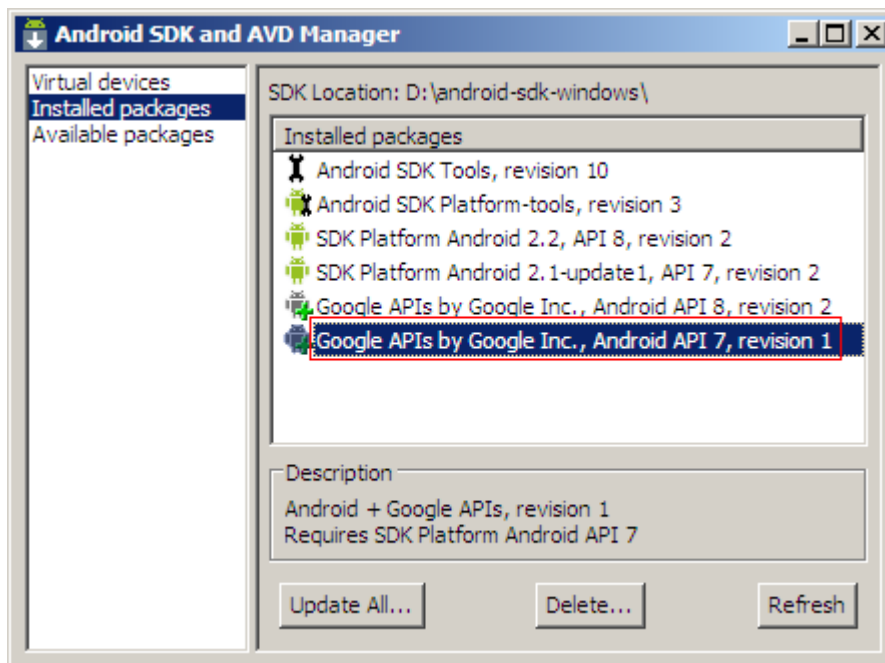 Android SDK and AVD Manager
Virtual devices
Installed packages
Available packages
SDK Location: D:\android-sdk-windows\
Installed packages
Android SDK Tools, revision 10
Android SDK Platform-tools, revision 3
SDK Platform Android 2.2, API 8, revision 2
SDK Platform Android 2.1-update1, API 7, revision 2
Google APIs by Google Inc., Android API 8, revision 2
Google APIs by Google Inc., Android API 7, revision 1
Description
Android + Google APIs, revision 1
Requires SDK Platform Android API 7
Update All...
Delete...
Refresh